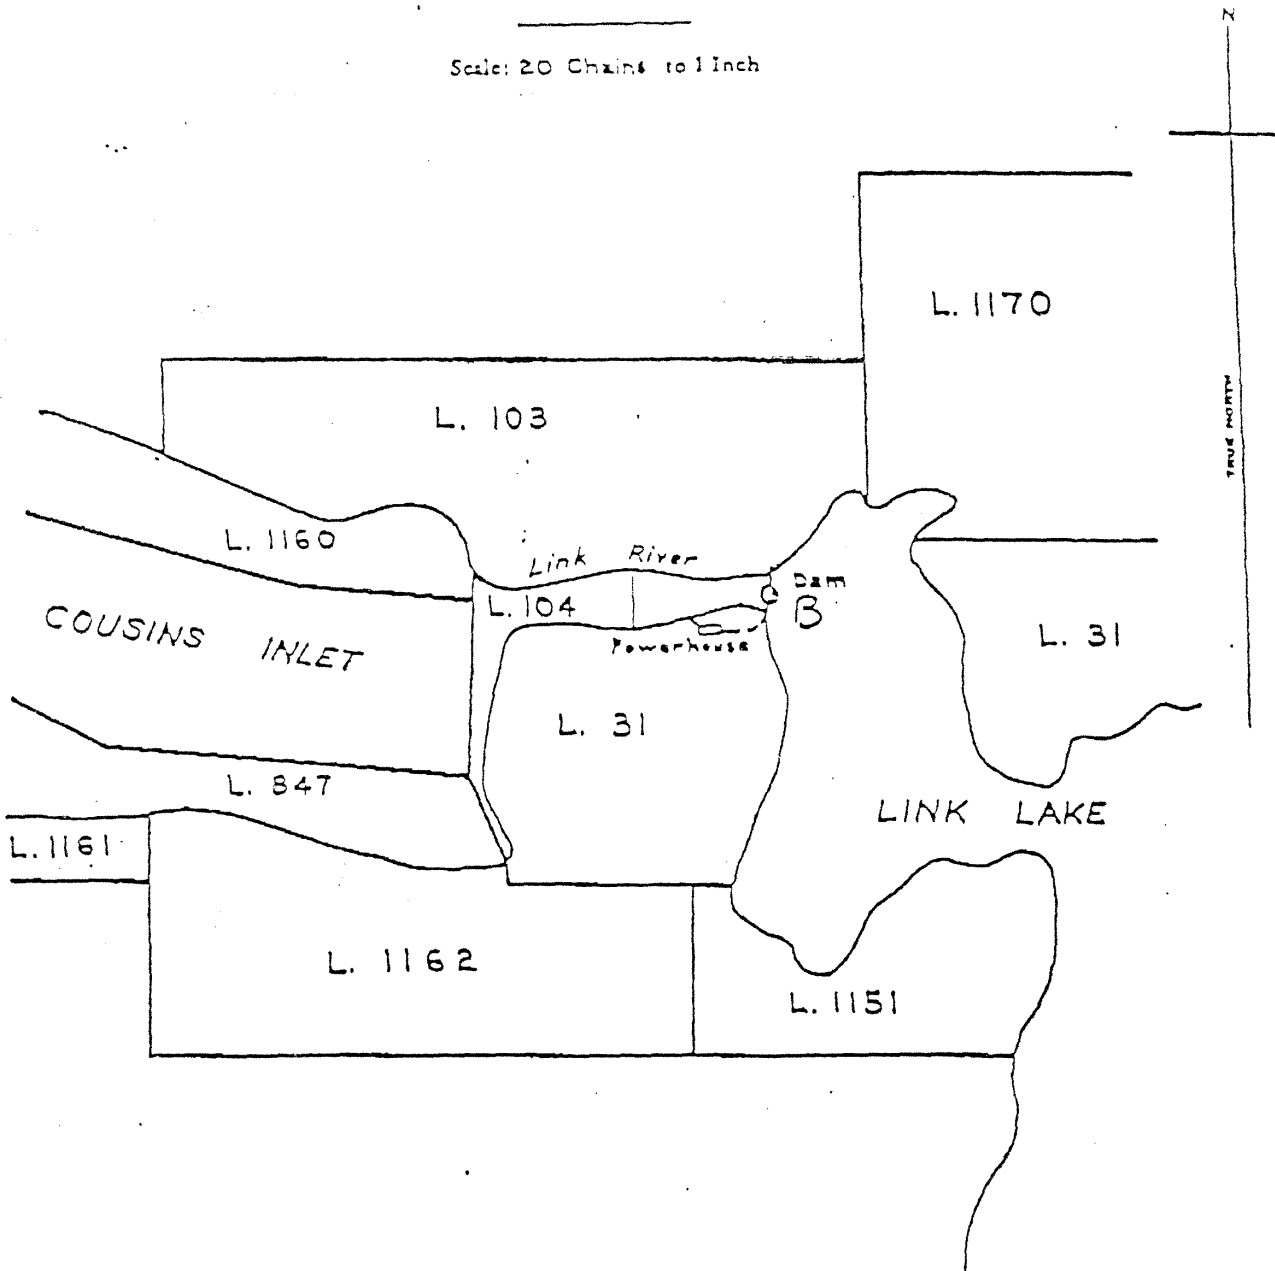 N
Scale: 20 Chains to 1 Inch
L. 1170
TRUE NORTH
L. 103
L. 1160
Link River
Dam
B
L. 104
COUSINS INLET
Powerhouse
L. 31
L. 31
L. 847
LINK LAKE
L. 1161
L. 1162
L. 1151